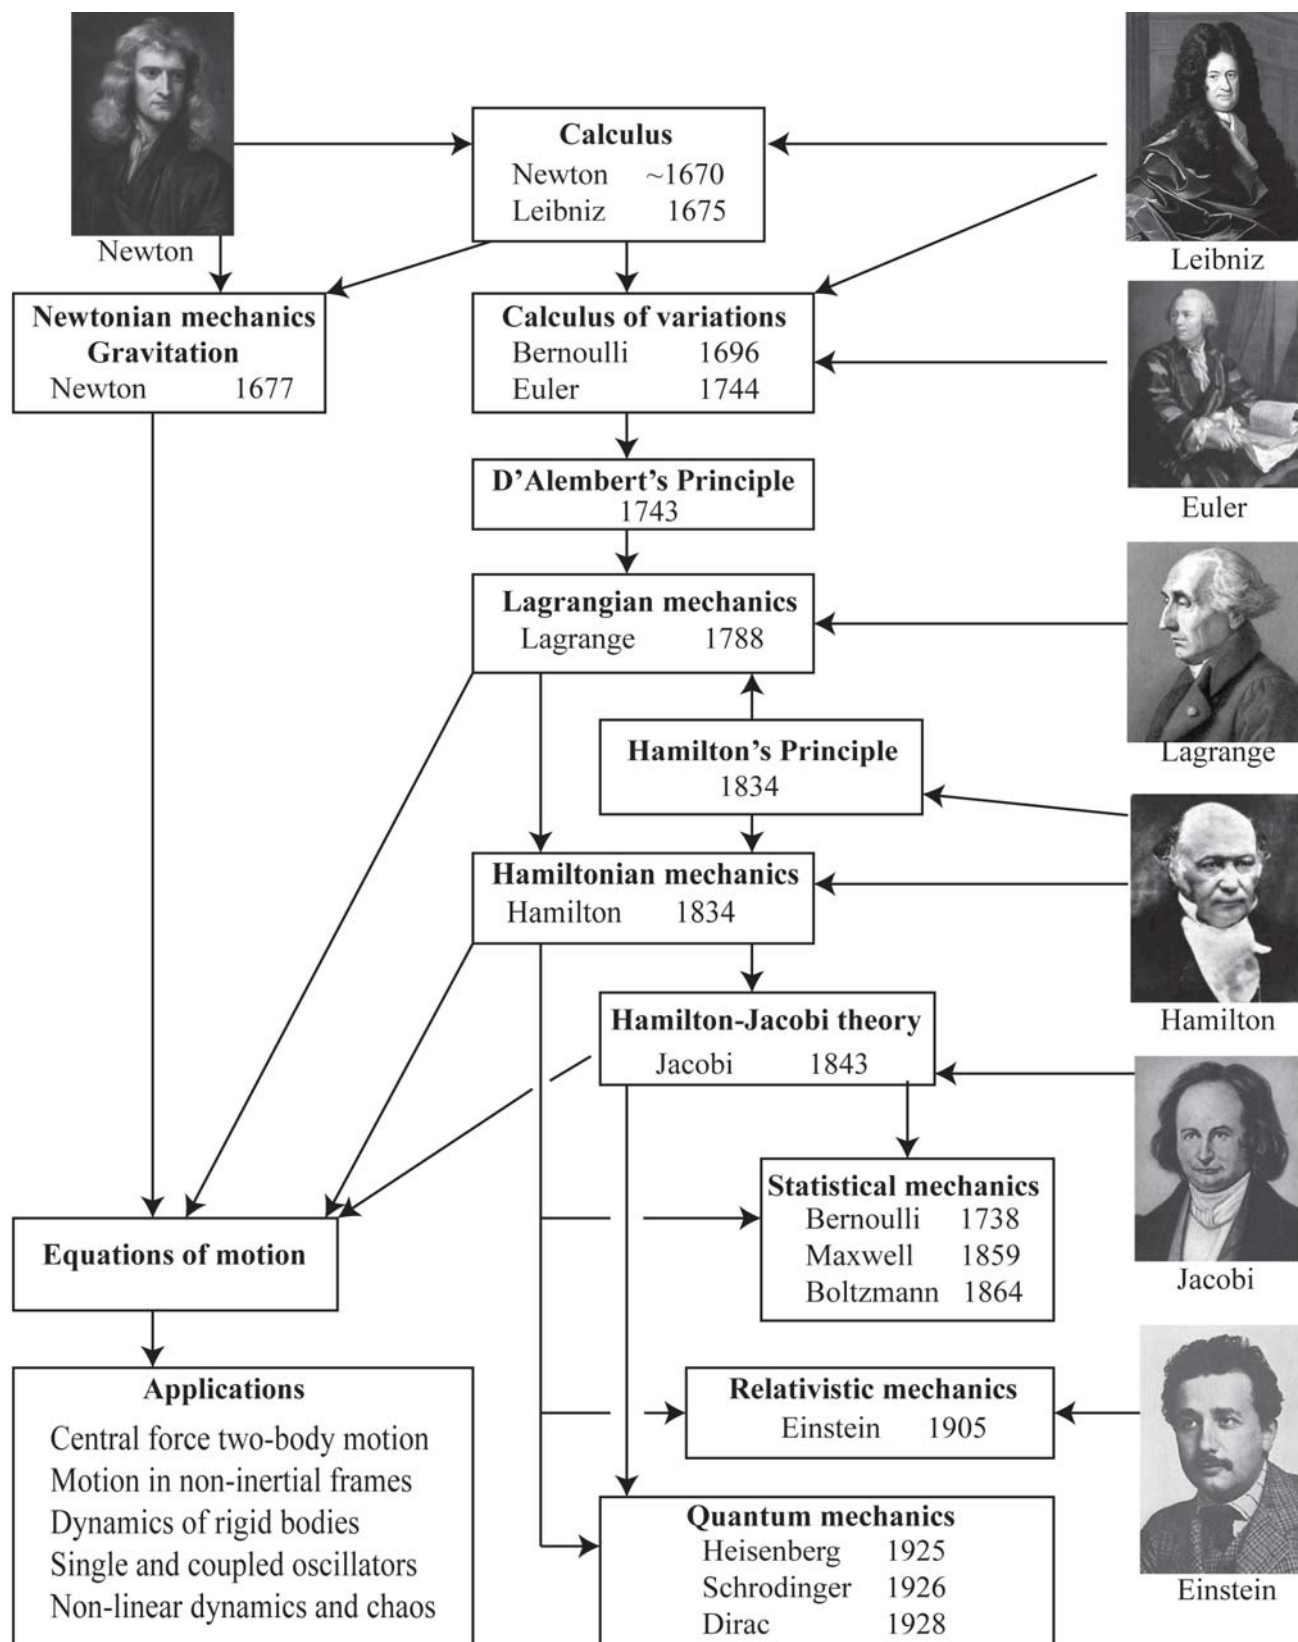 Calculus
Newton ~1670
Leibniz 1675
Newton
Leibniz
Newtonian mechanics
Gravitation
Newton 1677
Calculus of variations
Bernoulli 1696
Euler 1744
Euler
D’Alembert’s Principle
1743
Lagrangian mechanics
Lagrange 1788
Lagrange
Hamilton’s Principle
1834
Hamiltonian mechanics
Hamilton 1834
Hamilton
Hamilton-Jacobi theory
Jacobi 1843
Jacobi
Statistical mechanics
Bernoulli 1738
Maxwell 1859
Boltzmann 1864
Equations of motion
Applications
Central force two-body motion
Motion in non-inertial frames
Dynamics of rigid bodies
Single and coupled oscillators
Non-linear dynamics and chaos
Relativistic mechanics
Einstein 1905
Einstein
Quantum mechanics
Heisenberg 1925
Schrodinger 1926
Dirac 1928